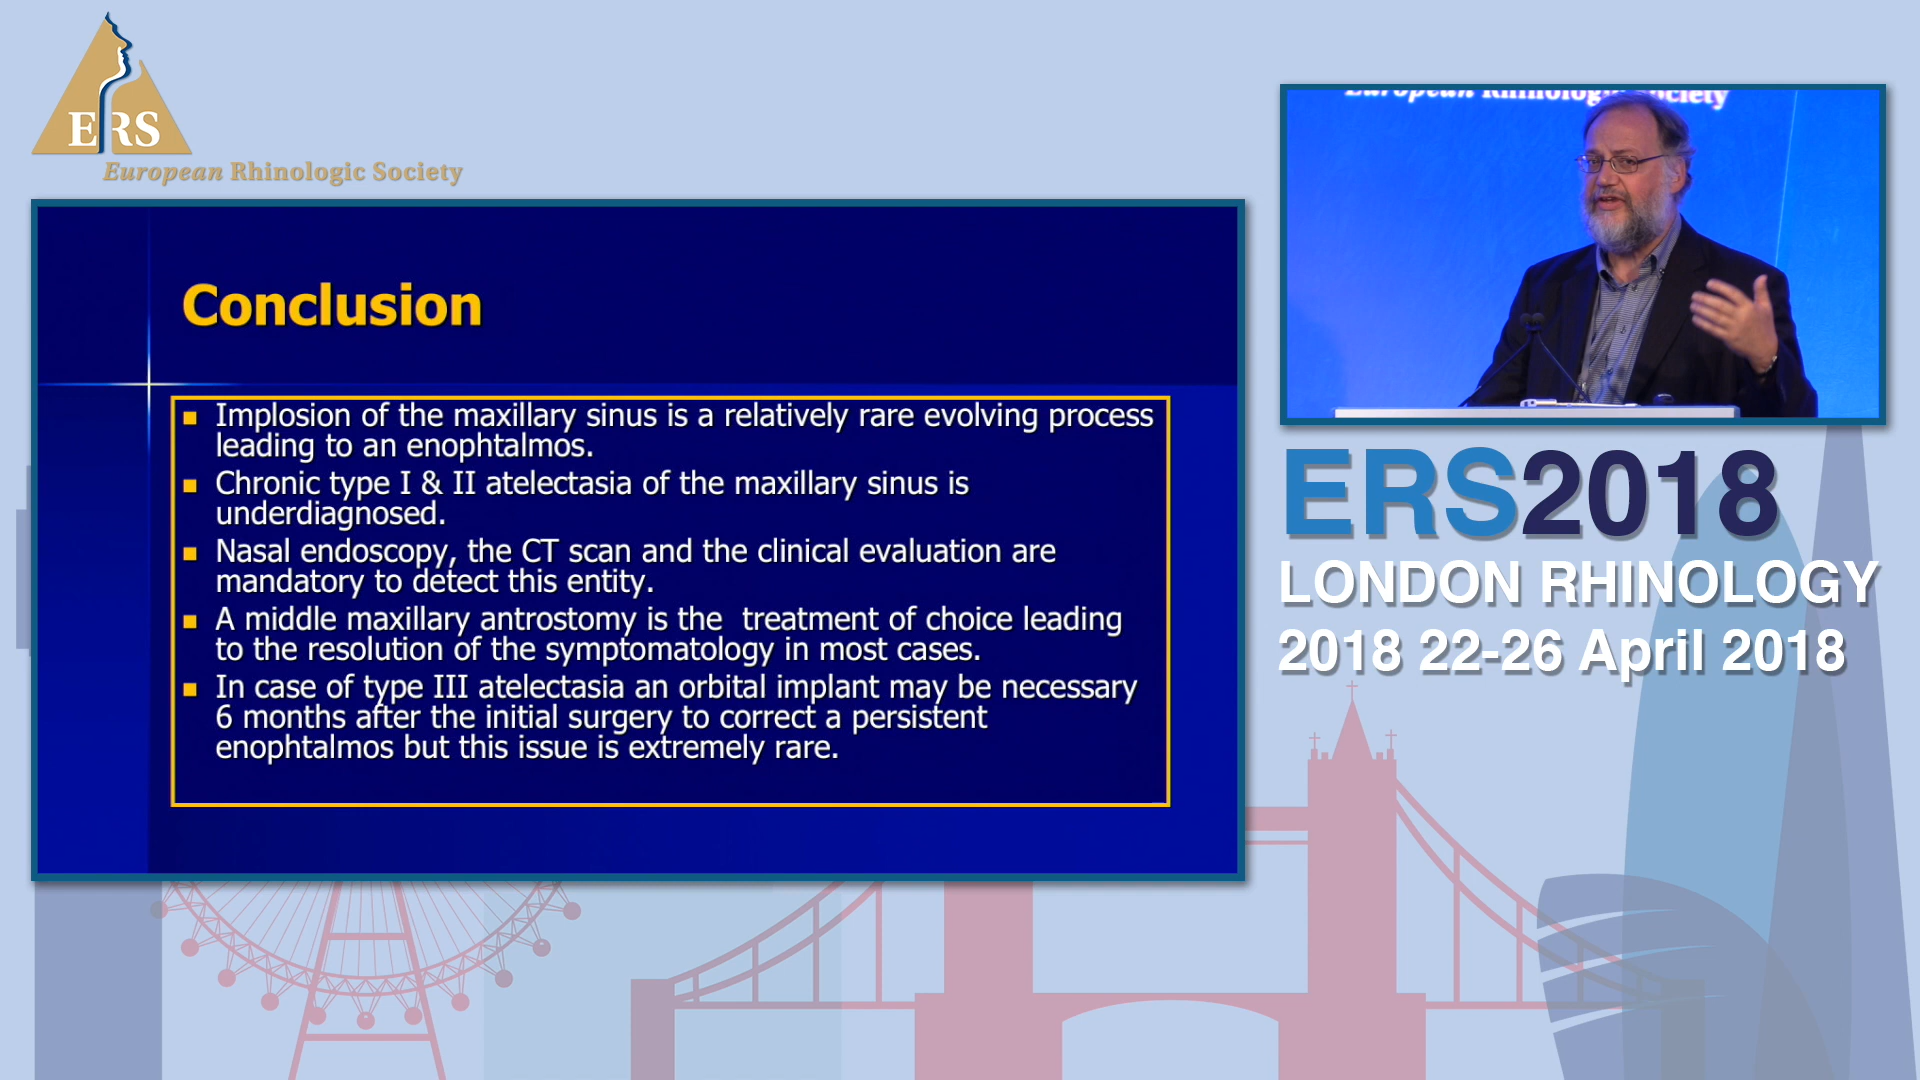 ERS
European Rhinologic Society
European Rhinologic Society
Conclusion
Implosion of the maxillary sinus is a relatively rare evolving process
leading to an enophtalmos.
Chronic type I & II atelectasia of the maxillary sinus is
underdiagnosed.
Nasal endoscopy, the CT scan and the clinical evaluation are
mandatory to detect this entity.
A middle maxillary antrostomy is the  treatment of choice leading
to the resolution of the symptomatology in most cases.
In case of type III atelectasia an orbital implant may be necessary
6 months after the initial surgery to correct a persistent
enophtalmos but this issue is extremely rare.
ERS2018
LONDON RHINOLOGY
2018 22-26 April 2018